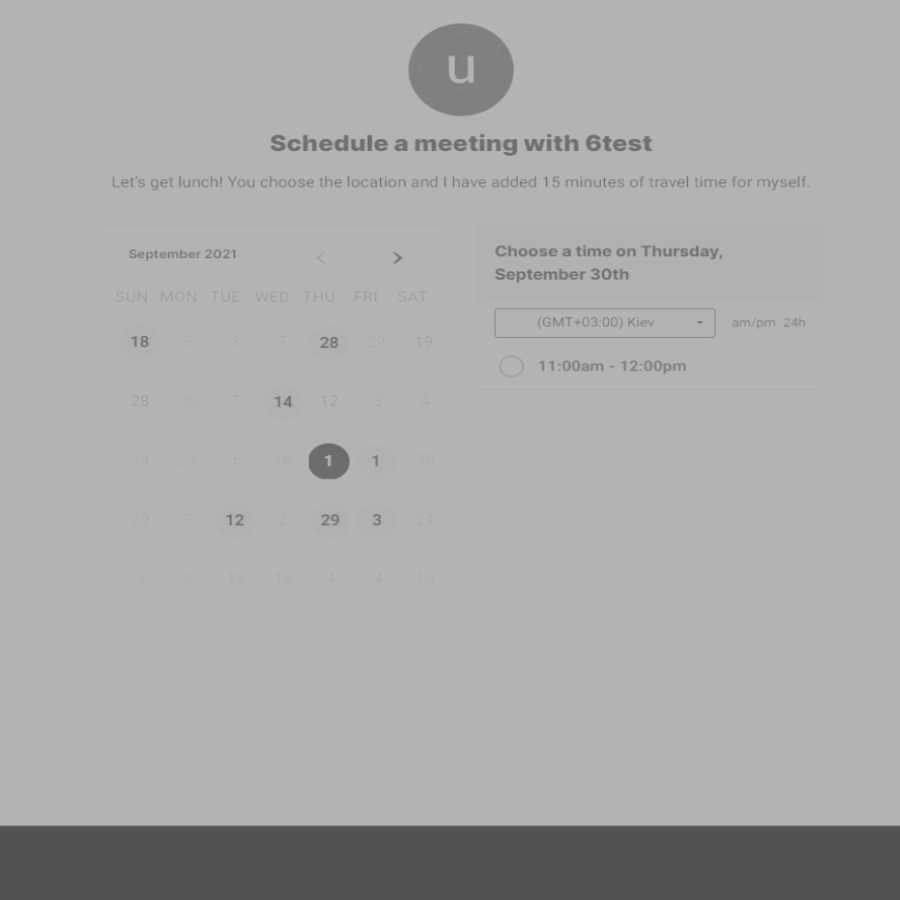 u
Schedule a meeting with 6test
Let's get lunch! You choose the location and I have added 15 minutes of travel time for myself.
September 2021 < >
SUN MON TUE WED THU FRI SAT
18 8 3 7 28 29 19
28 30 7 14 12 3 4
14 21 6 16 1 1 30
29 9 12 2 29 3 24
3 9 18 10 4 4 10
Choose a time on Thursday,
September 30th
(GMT+03:00) Kiev am/pm 24h
11:00am - 12:00pm